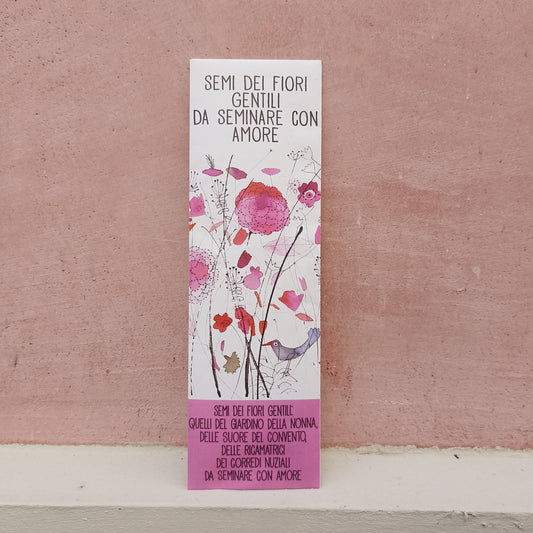 SEMI DEI FIORI
GENTILI
DA SEMINARE CON
AMORE
SEMI DEI FIORI GENTILI:
QUELLI DEL GIARDINO DELLA NONNA,
DELLE SUORE DEL CONVENTO,
DELLE RICAMATRICI
DEI CORREDI NUZIALI
DA SEMINARE CON AMORE